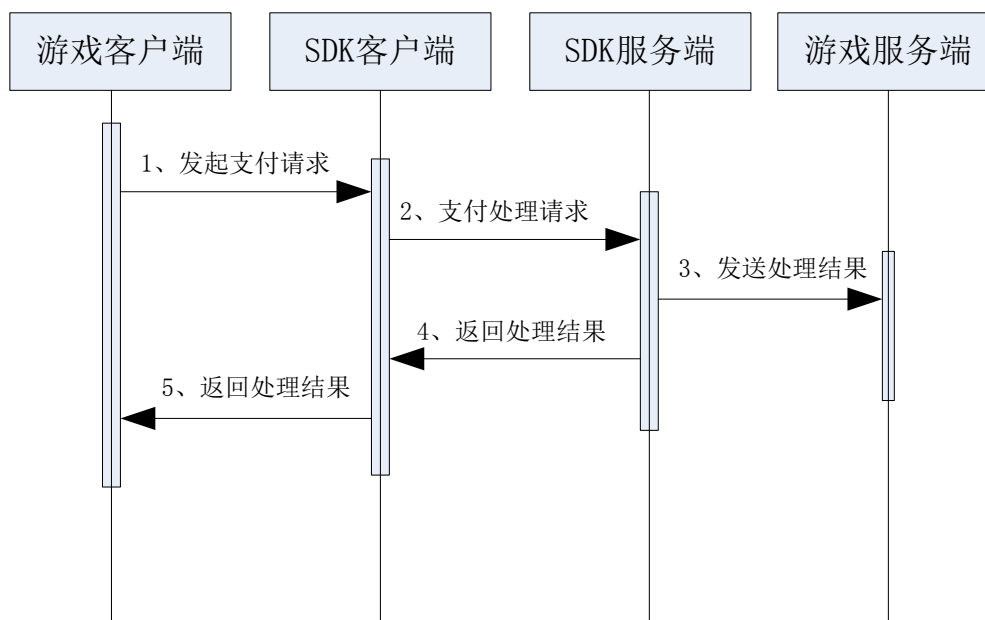 游戏客户端
SDK客户端
SDK服务端
游戏服务端
1、发起支付请求
2、支付处理请求
3、发送处理结果
4、返回处理结果
5、返回处理结果